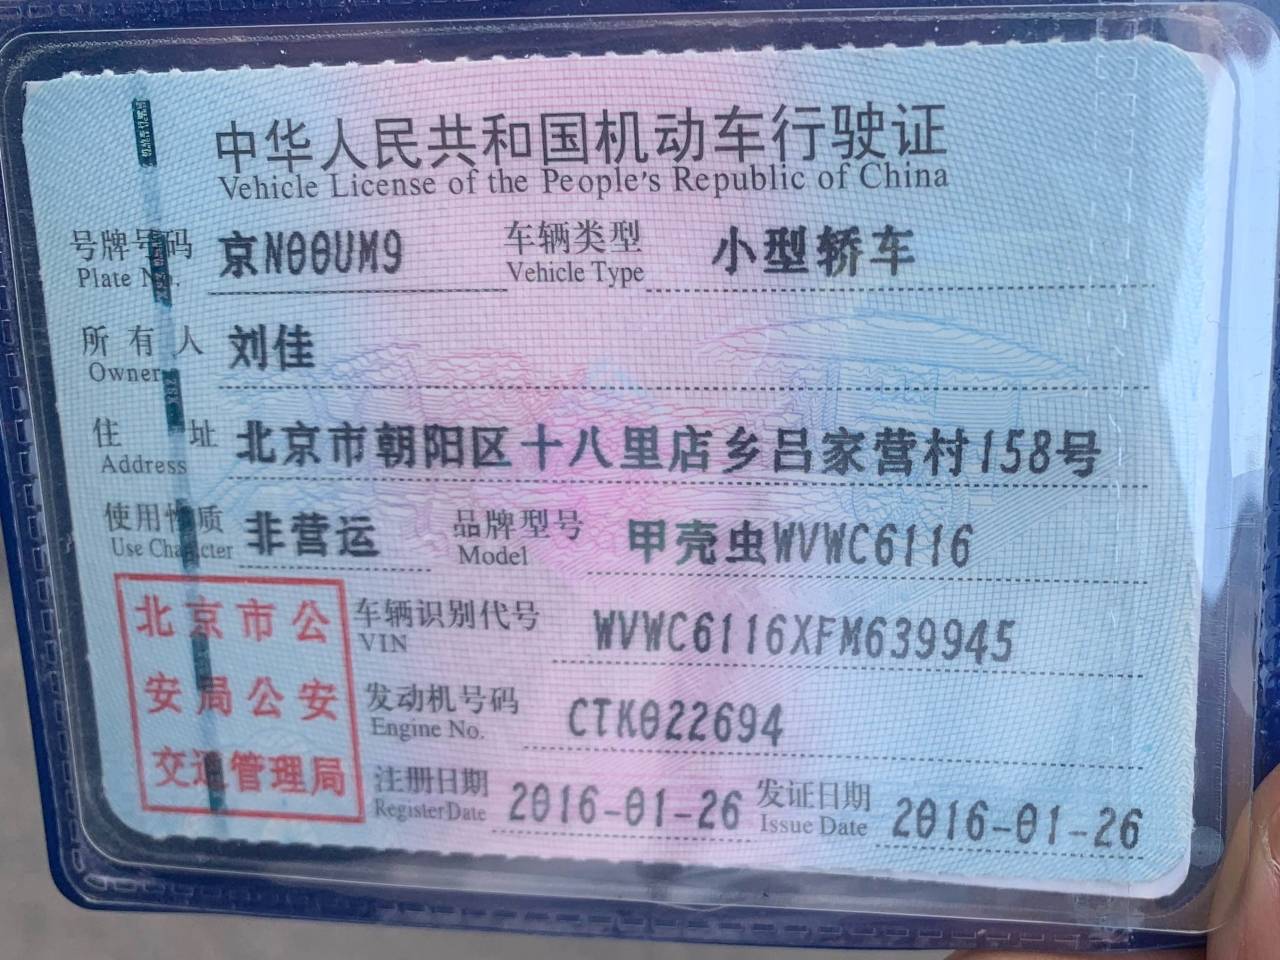 中华人民共和国机动车行驶证
Vehicle License of the People's Republic of China
号牌号码 京N00UM9 车辆类型 小型轿车
Plate No. Vehicle Type
所有人 刘佳
Owner
住址 北京市朝阳区十八里店乡吕家营村158号
Address
使用性质 非营运 品牌型号 甲壳虫WVWC6116
Use Character Model
北京市公
安局公安
交通管理局
车辆识别代号 WVWC6116XFM639945
VIN
发动机号码 CTK022694
Engine No.
注册日期 2016-01-26 发证日期 2016-01-26
Register Date Issue Date